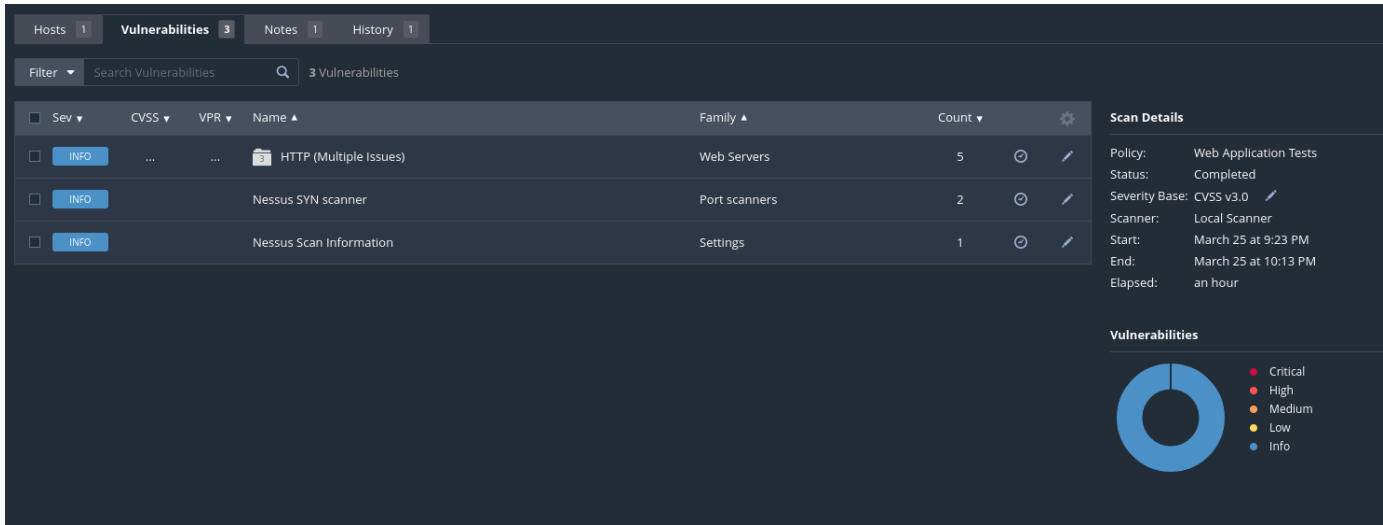 Hosts 1 Vulnerabilities 3 Notes 1 History 1
Filter Search Vulnerabilities 3 Vulnerabilities
Sev CVSS VPR Name Family Count
INFO ... ... 3 HTTP (Multiple Issues) Web Servers 5
INFO Nessus SYN scanner Port scanners 2
INFO Nessus Scan Information Settings 1
Scan Details
Policy: Web Application Tests
Status: Completed
Severity Base: CVSS v3.0
Scanner: Local Scanner
Start: March 25 at 9:23 PM
End: March 25 at 10:13 PM
Elapsed: an hour
Vulnerabilities
Critical
High
Medium
Low
Info